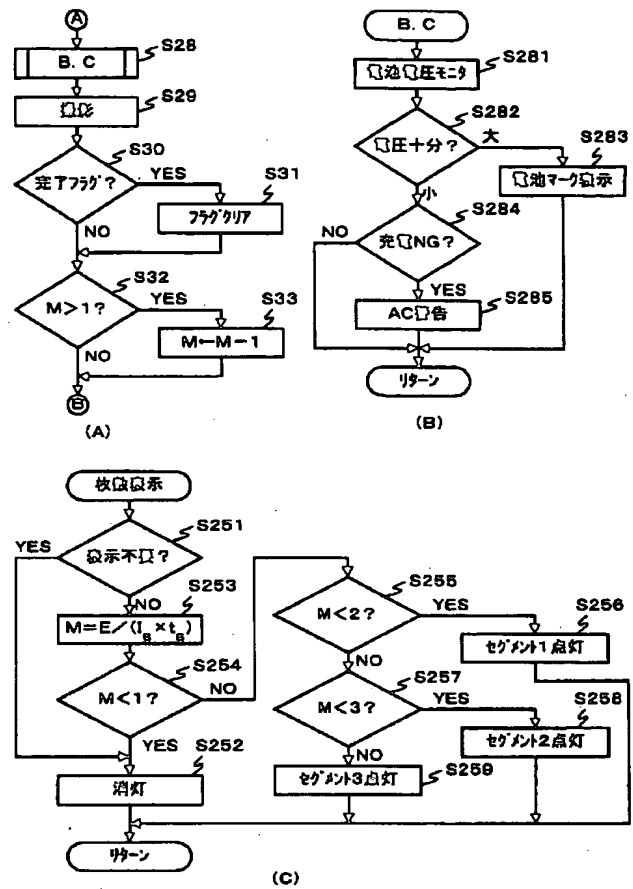 A
B. C
S28
S29
S30
完了フラグ?
YES
S31
フラグクリア
NO
S32
M>1?
YES
S33
M←M-1
NO
B
(A)
B. C
S281
S282
大
S283
小
S284
NO
YES
S285
リターン
(B)
S251
YES
NO
S253
M=E/(I_B×t_B)
S254
M<1?
NO
YES
S252
消灯
リターン
S255
M<2?
YES
S256
セグメント1点灯
NO
S257
M<3?
YES
S258
セグメント2点灯
NO
セグメント3点灯
S259
(C)